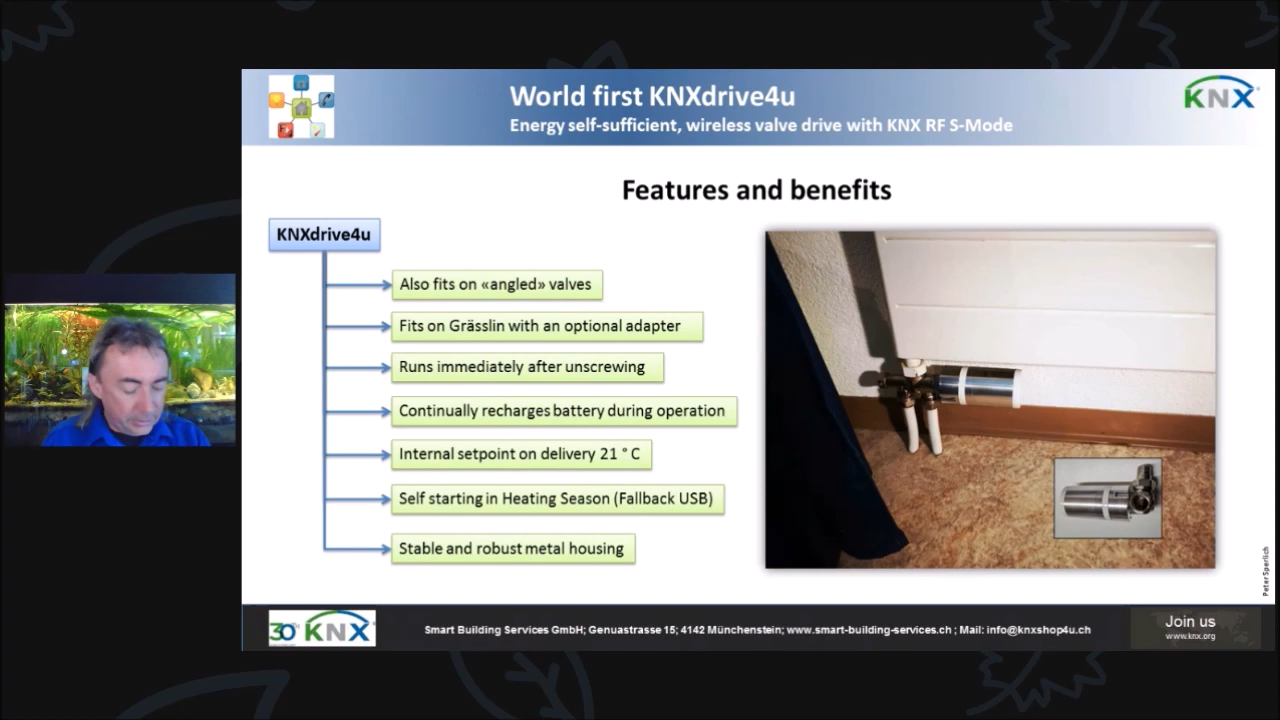 World first KNXdrive4u
Energy self-sufficient, wireless valve drive with KNX RF S-Mode
KNX
Features and benefits
KNXdrive4u
Also fits on «angled» valves
Fits on Grässlin with an optional adapter
Runs immediately after unscrewing
Continually recharges battery during operation
Internal setpoint on delivery 21 ° C
Self starting in Heating Season (Fallback USB)
Stable and robust metal housing
Peter Sperlich
30 KNX
Smart Building Services GmbH; Genuastrasse 15; 4142 Münchenstein; www.smart-building-services.ch ; Mail: info@knxshop4u.ch
Join us
www.knx.org